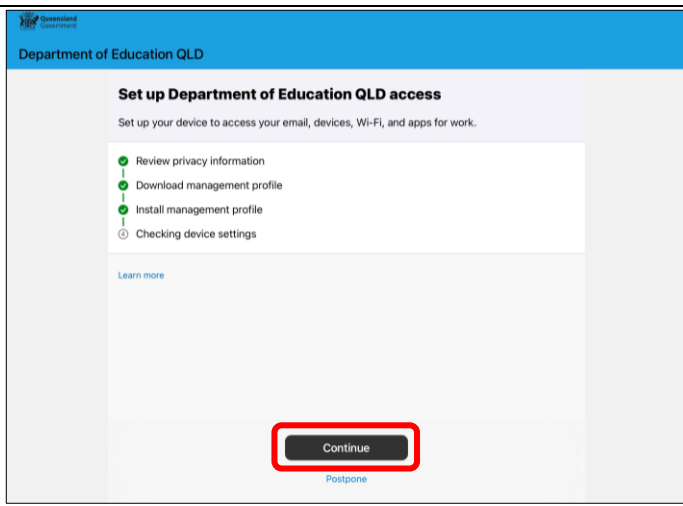 Queensland
Government
Department of Education QLD
Set up Department of Education QLD access
Set up your device to access your email, devices, Wi-Fi, and apps for work.
Review privacy information
Download management profile
Install management profile
4 Checking device settings
Learn more
Continue
Postpone